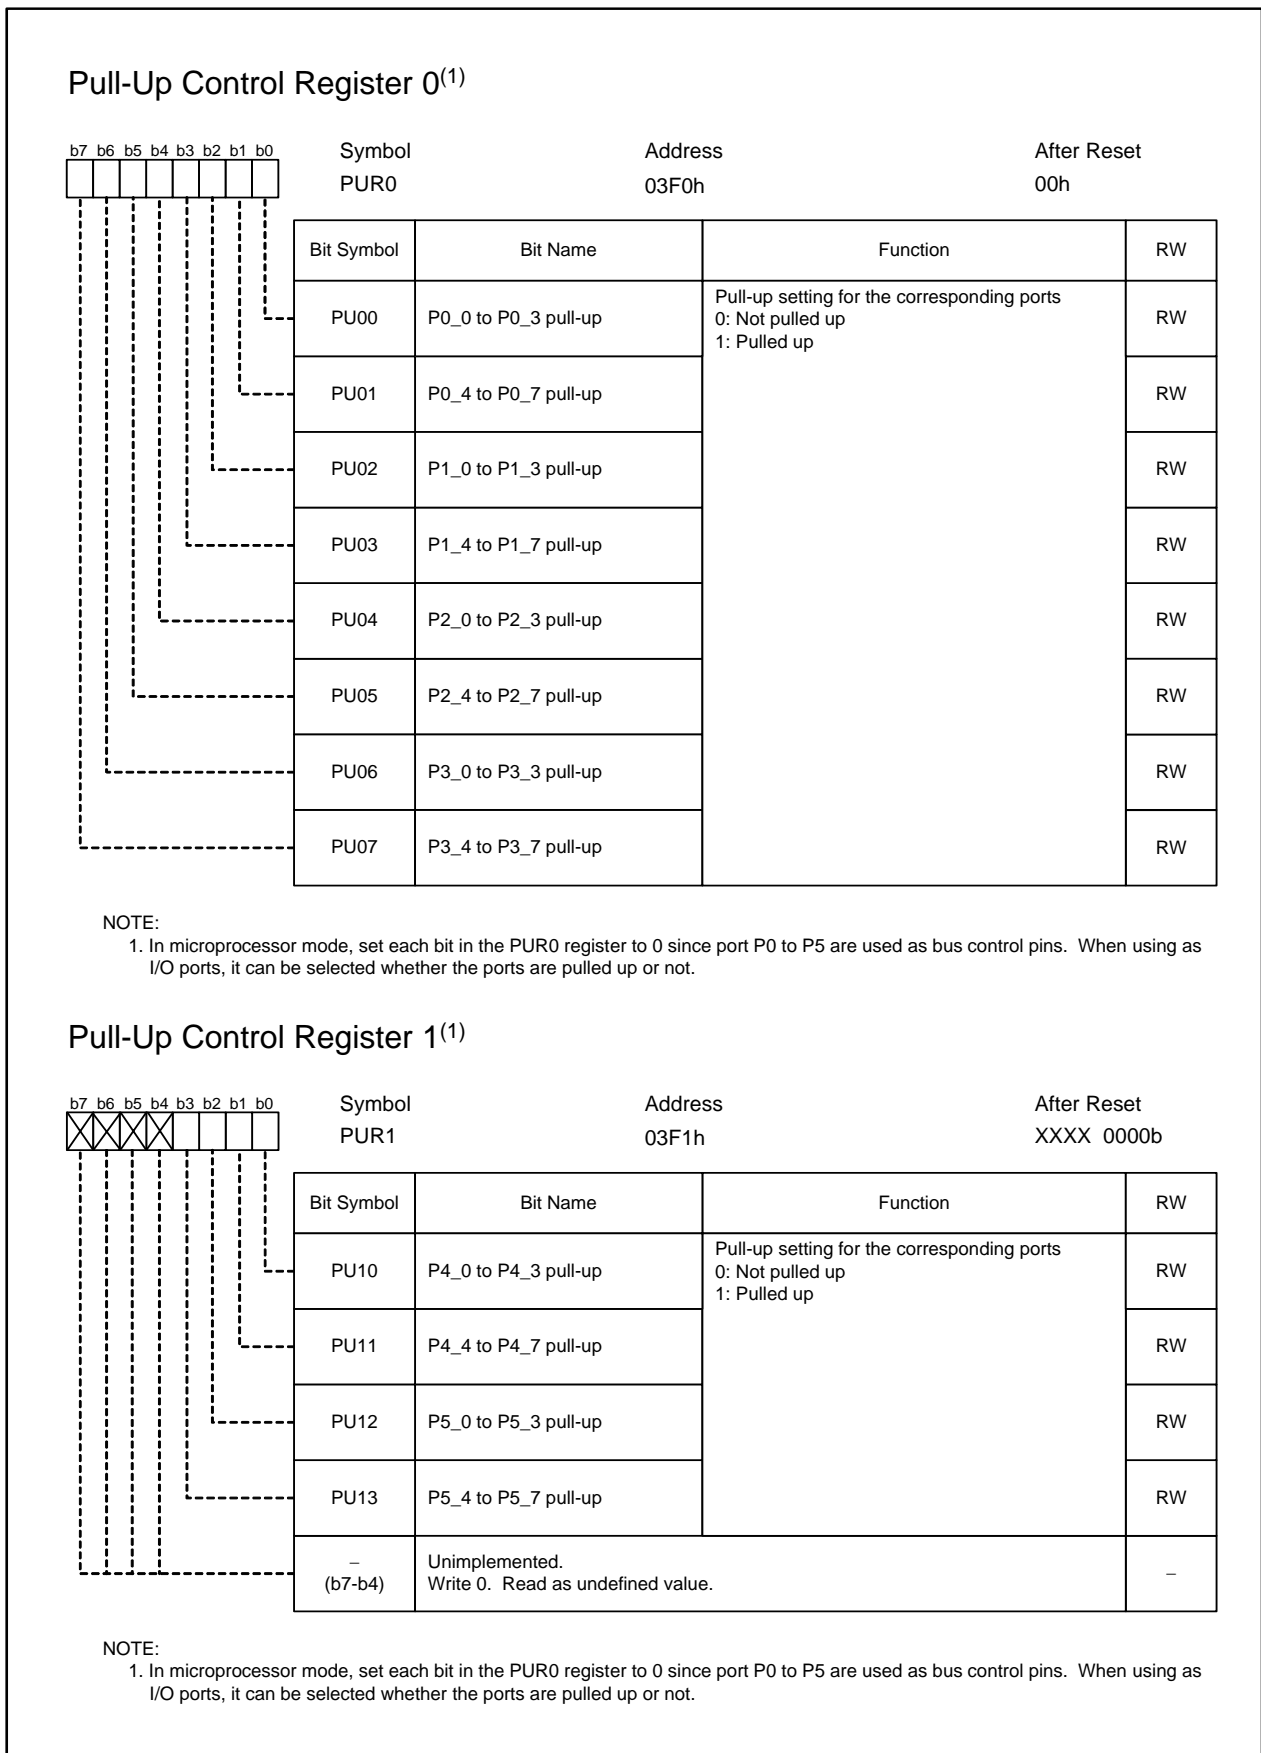 Pull-Up Control Register 0(1)
b7 b6 b5 b4 b3 b2 b1 b0
Symbol Address After Reset
PUR0 03F0h 00h
Bit Symbol Bit Name Function RW
PU00 P0_0 to P0_3 pull-up Pull-up setting for the corresponding ports RW
0: Not pulled up
1: Pulled up
PU01 P0_4 to P0_7 pull-up RW
PU02 P1_0 to P1_3 pull-up RW
PU03 P1_4 to P1_7 pull-up RW
PU04 P2_0 to P2_3 pull-up RW
PU05 P2_4 to P2_7 pull-up RW
PU06 P3_0 to P3_3 pull-up RW
PU07 P3_4 to P3_7 pull-up RW
NOTE:
1. In microprocessor mode, set each bit in the PUR0 register to 0 since port P0 to P5 are used as bus control pins. When using as
I/O ports, it can be selected whether the ports are pulled up or not.
Pull-Up Control Register 1(1)
b7 b6 b5 b4 b3 b2 b1 b0
Symbol Address After Reset
PUR1 03F1h XXXX 0000b
Bit Symbol Bit Name Function RW
PU10 P4_0 to P4_3 pull-up Pull-up setting for the corresponding ports RW
0: Not pulled up
1: Pulled up
PU11 P4_4 to P4_7 pull-up RW
PU12 P5_0 to P5_3 pull-up RW
PU13 P5_4 to P5_7 pull-up RW
– Unimplemented. –
(b7-b4) Write 0. Read as undefined value.
NOTE:
1. In microprocessor mode, set each bit in the PUR0 register to 0 since port P0 to P5 are used as bus control pins. When using as
I/O ports, it can be selected whether the ports are pulled up or not.